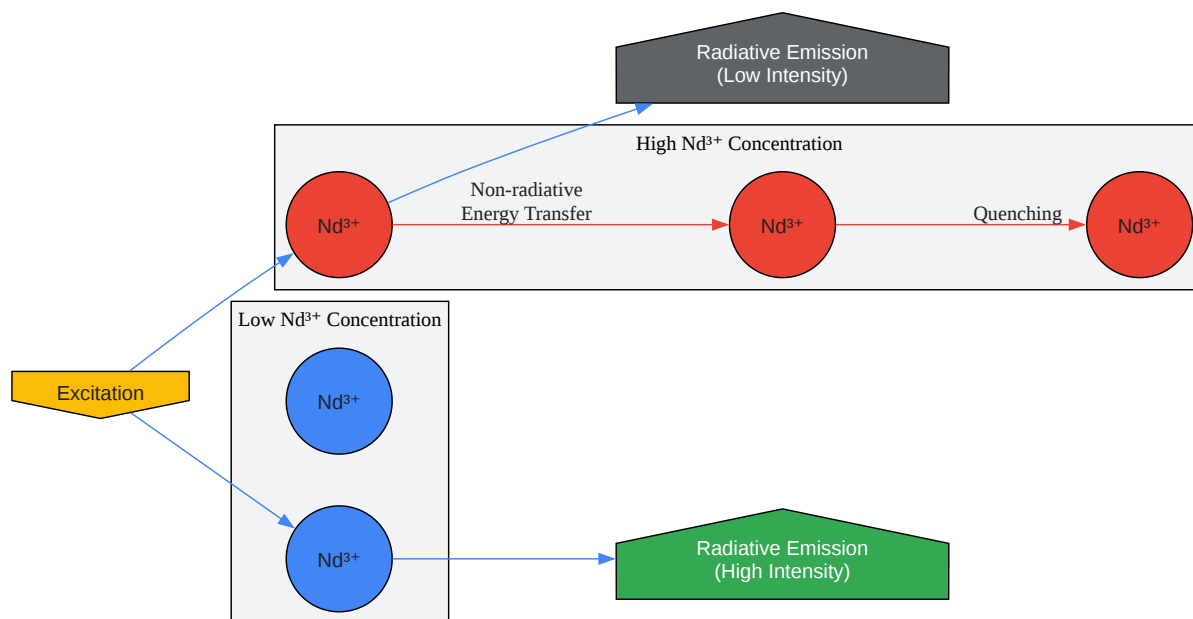 Radiative Emission
(Low Intensity)
High Nd³⁺ Concentration
Nd³⁺
Non-radiative
Energy Transfer
Nd³⁺
Quenching
Nd³⁺
Low Nd³⁺ Concentration
Nd³⁺
Excitation
Nd³⁺
Radiative Emission
(High Intensity)